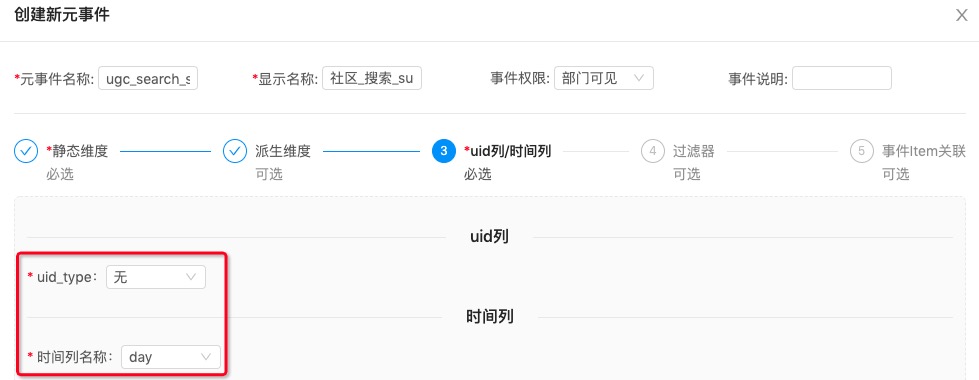 创建新元事件
*元事件名称: ugc_search_s *显示名称: 社区_搜索_su 事件权限: 部门可见 事件说明:
*静态维度 派生维度 3 *uid列/时间列 4 过滤器 5 事件Item关联
必选 可选 必选 可选 可选
uid列
* uid_type: 无
时间列
* 时间列名称: day